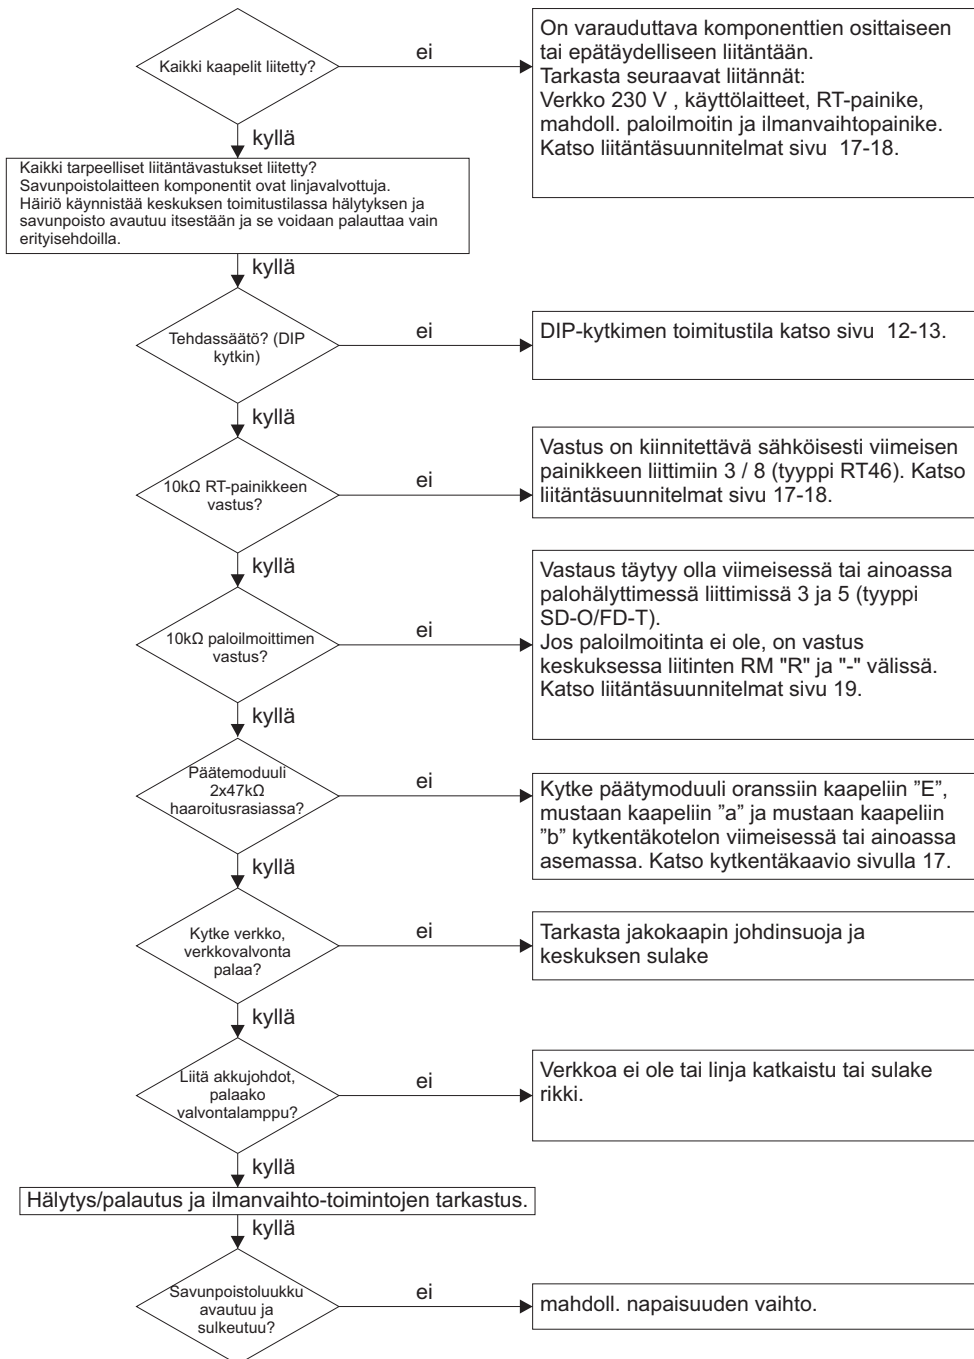 Kaikki kaapelit liitetty?
ei
On varauduttava komponenttien osittaiseen
tai epätäydelliseen liitäntään.
Tarkasta seuraavat liitännät:
Verkko 230 V , käyttölaitteet, RT-painike,
mahdoll. paloilmoitin ja ilmanvaihtopainike.
Katso liitäntäsuunnitelmat sivu 17-18.
kyllä
Kaikki tarpeelliset liitäntävastukset liitetty?
Savunpoistolaitteen komponentit ovat linjavalvottuja.
Häiriö käynnistää keskuksen toimitustilassa hälytyksen ja
savunpoisto avautuu itsestään ja se voidaan palauttaa vain
erityisehdoilla.
kyllä
Tehdassäätö? (DIP
kytkin)
ei
DIP-kytkimen toimitustila katso sivu 12-13.
kyllä
10kΩ RT-painikkeen
vastus?
ei
Vastus on kiinnitettävä sähköisesti viimeisen
painikkeen liittimiin 3 / 8 (tyyppi RT46). Katso
liitäntäsuunnitelmat sivu 17-18.
kyllä
10kΩ paloilmoittimen
vastus?
ei
Vastaus täytyy olla viimeisessä tai ainoassa
palohälyttimessä liittimissä 3 ja 5 (tyyppi
SD-O/FD-T).
Jos paloilmoitinta ei ole, on vastus
keskuksessa liitinten RM "R" ja "-" välissä.
Katso liitäntäsuunnitelmat sivu 19.
kyllä
Päätemoduuli
2x47kΩ
haaroitusrasiassa?
ei
Kytke päätymoduuli oranssiin kaapeliin ”E”,
mustaan kaapeliin ”a” ja mustaan kaapeliin
”b” kytkentäkotelon viimeisessä tai ainoassa
asemassa. Katso kytkentäkaavio sivulla 17.
kyllä
Kytke verkko,
verkkovalvonta
palaa?
ei
Tarkasta jakokaapin johdinsuoja ja
keskuksen sulake
kyllä
Liitä akkujohdot,
palaako
valvontalamppu?
ei
Verkkoa ei ole tai linja katkaistu tai sulake
rikki.
kyllä
Hälytys/palautus ja ilmanvaihto-toimintojen tarkastus.
kyllä
Savunpoistoluukku
avautuu ja
sulkeutuu?
ei
mahdoll. napaisuuden vaihto.